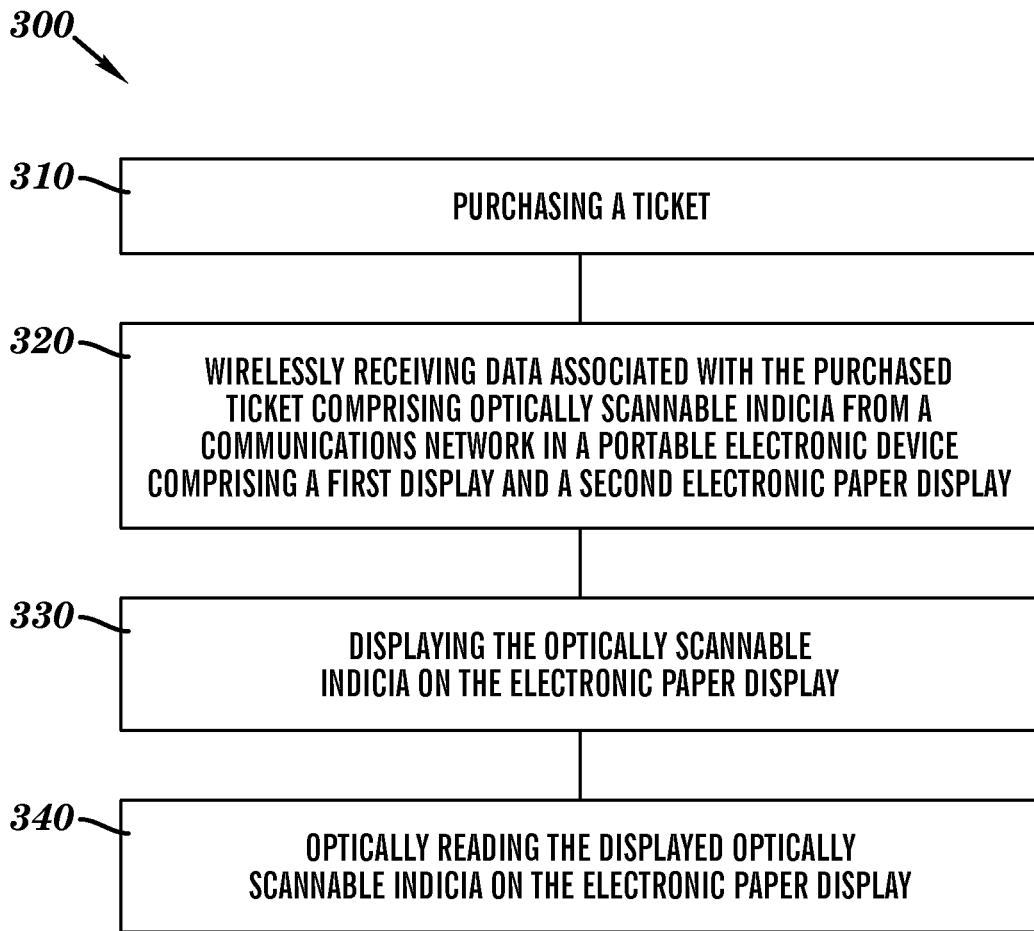 300
310
PURCHASING A TICKET
320
WIRELESSLY RECEIVING DATA ASSOCIATED WITH THE PURCHASED
TICKET COMPRISING OPTICALLY SCANNABLE INDICIA FROM A
COMMUNICATIONS NETWORK IN A PORTABLE ELECTRONIC DEVICE
COMPRISING A FIRST DISPLAY AND A SECOND ELECTRONIC PAPER DISPLAY
330
DISPLAYING THE OPTICALLY SCANNABLE
INDICIA ON THE ELECTRONIC PAPER DISPLAY
340
OPTICALLY READING THE DISPLAYED OPTICALLY
SCANNABLE INDICIA ON THE ELECTRONIC PAPER DISPLAY